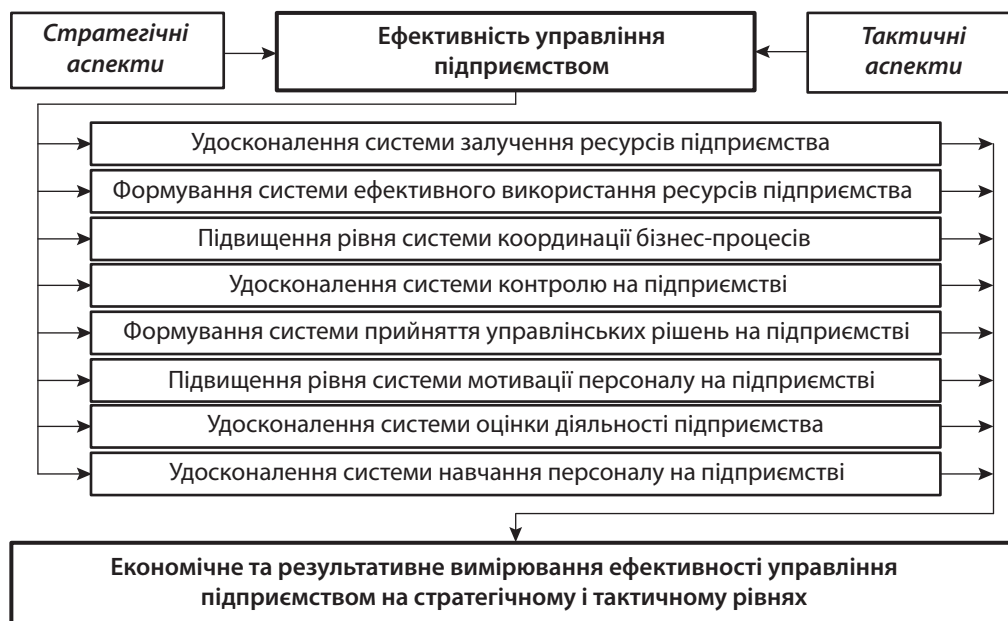 Стратегічні
аспекти
Ефективність управління
підприємством
Тактичні
аспекти
Удосконалення системи залучення ресурсів підприємства
Формування системи ефективного використання ресурсів підприємства
Підвищення рівня системи координації бізнес-процесів
Удосконалення системи контролю на підприємстві
Формування системи прийняття управлінських рішень на підприємстві
Підвищення рівня системи мотивації персоналу на підприємстві
Удосконалення системи оцінки діяльності підприємства
Удосконалення системи навчання персоналу на підприємстві
Економічне та результативне вимірювання ефективності управління
підприємством на стратегічному і тактичному рівнях